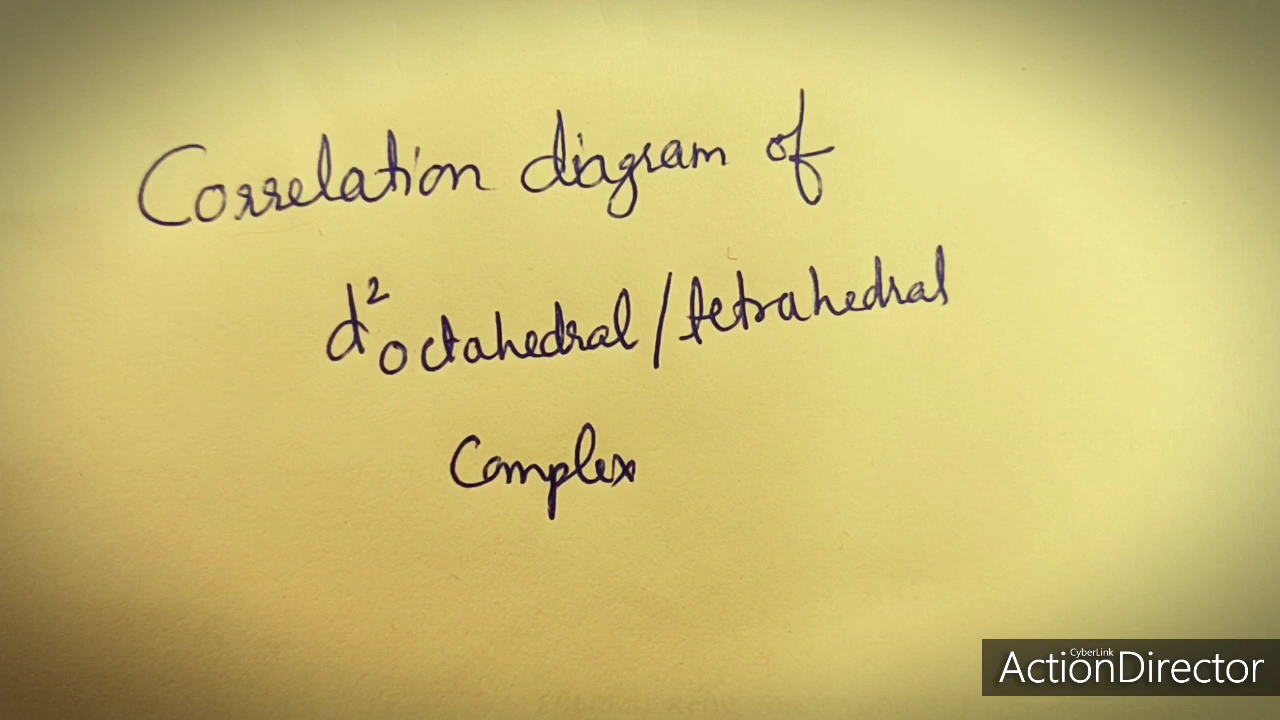 Correlation diagram of
d² octahedral/tetrahedral
Complex
CyberLink
ActionDirector